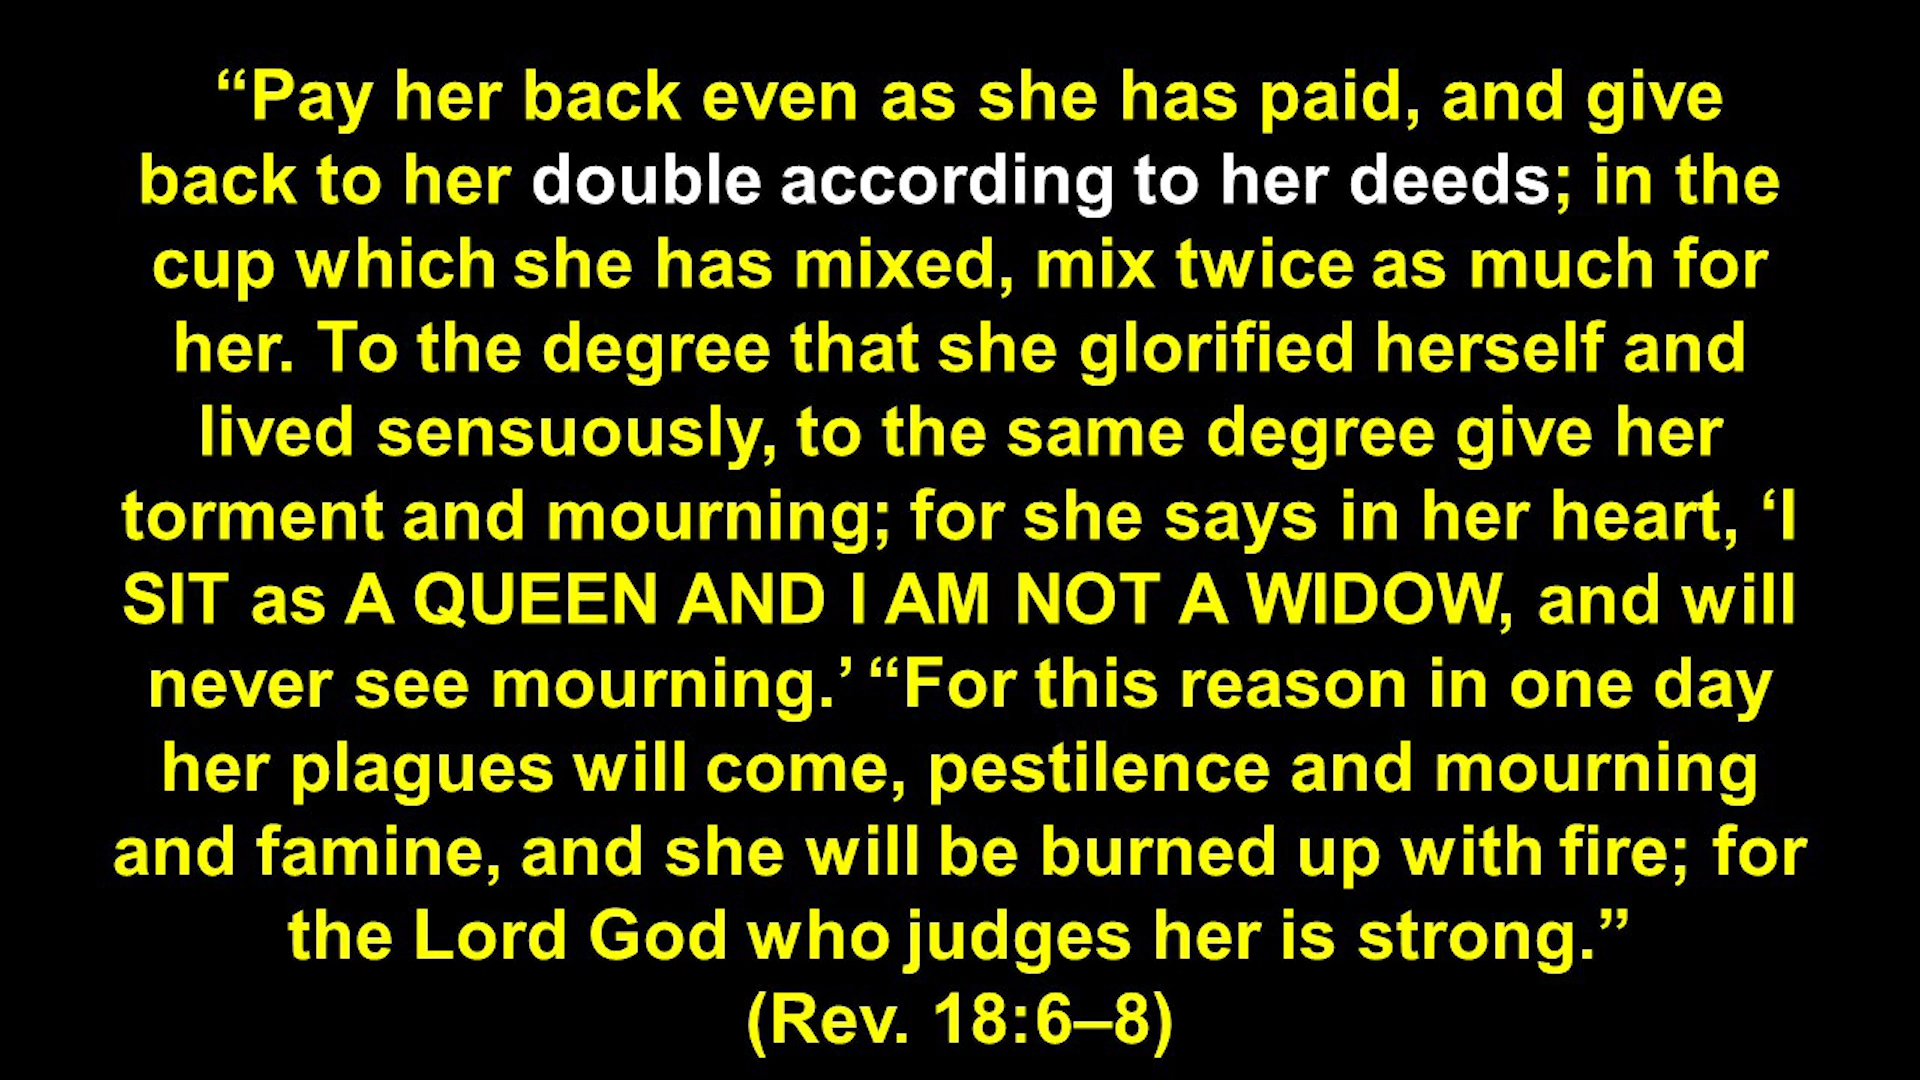 “Pay her back even as she has paid, and give
back to her double according to her deeds; in the
cup which she has mixed, mix twice as much for
her. To the degree that she glorified herself and
lived sensuously, to the same degree give her
torment and mourning; for she says in her heart, ‘I
SIT as A QUEEN AND I AM NOT A WIDOW, and will
never see mourning.’ “For this reason in one day
her plagues will come, pestilence and mourning
and famine, and she will be burned up with fire; for
the Lord God who judges her is strong.”
(Rev. 18:6–8)